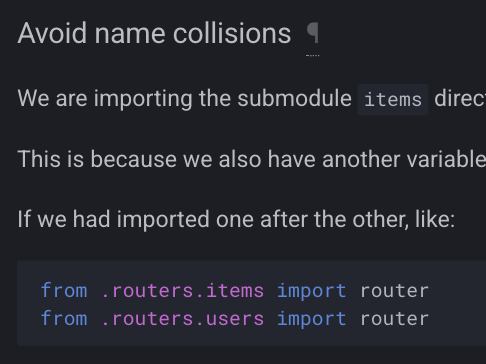 Avoid name collisions ¶
We are importing the submodule items
This is because we also have another variable
If we had imported one after the other, like:
from .routers.items import router
from .routers.users import router